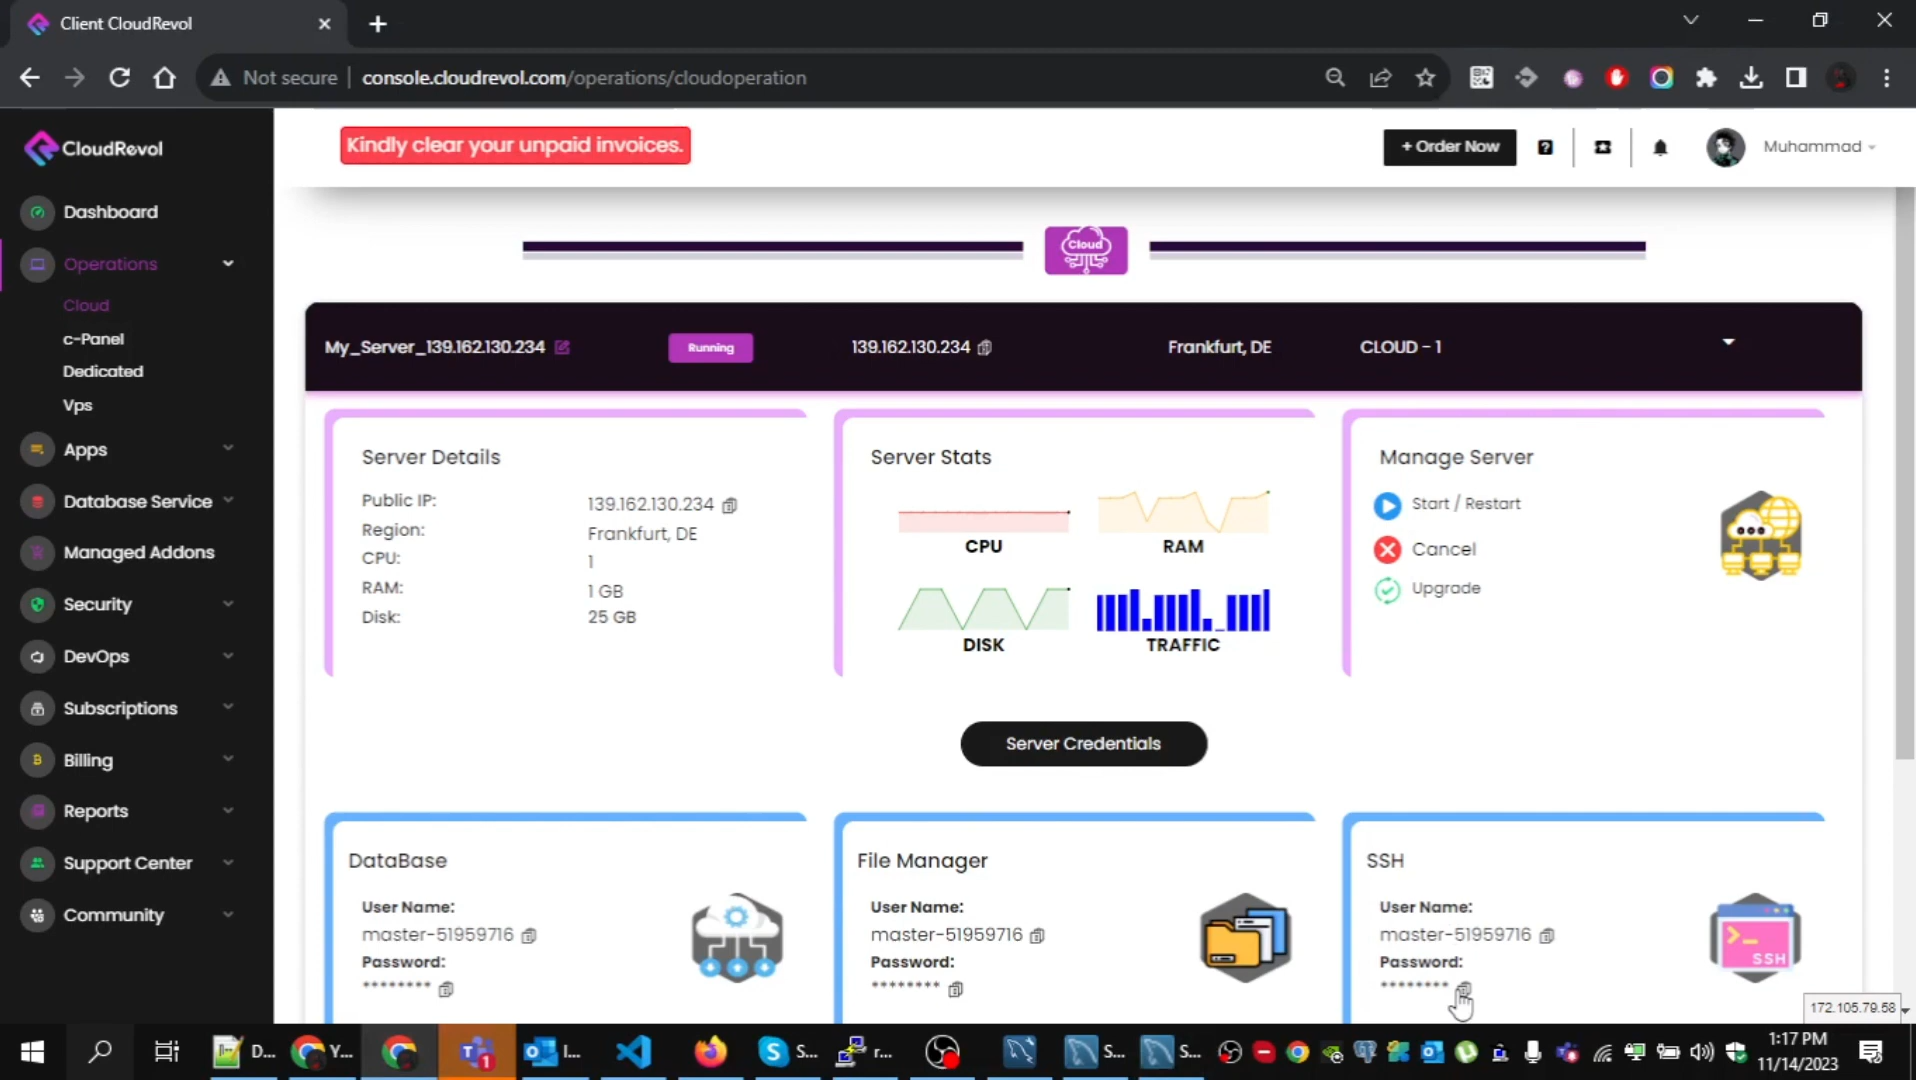 Client CloudRevol
Not secure
console.cloudrevol.com/operations/cloudoperation
CloudRevol
Kindly clear your unpaid invoices.
+ Order Now
Muhammad
Dashboard
Operations
Cloud
c-Panel
Dedicated
Vps
Apps
Database Service
Managed Addons
Security
DevOps
Subscriptions
Billing
Reports
Support Center
Community
Cloud
My_Server_139.162.130.234
Running
139.162.130.234
Frankfurt, DE
CLOUD - 1
Server Details
Public IP:
139.162.130.234
Region:
Frankfurt, DE
CPU:
1
RAM:
1 GB
Disk:
25 GB
Server Stats
CPU
RAM
DISK
TRAFFIC
Manage Server
Start / Restart
Cancel
Upgrade
Server Credentials
DataBase
User Name:
master-51959716
Password:
********
File Manager
User Name:
master-51959716
Password:
********
SSH
User Name:
master-51959716
Password:
********
SSH
172.105.79.58
D...
Y...
1
I...
S...
r...
S...
S...
1:17 PM
11/14/2023